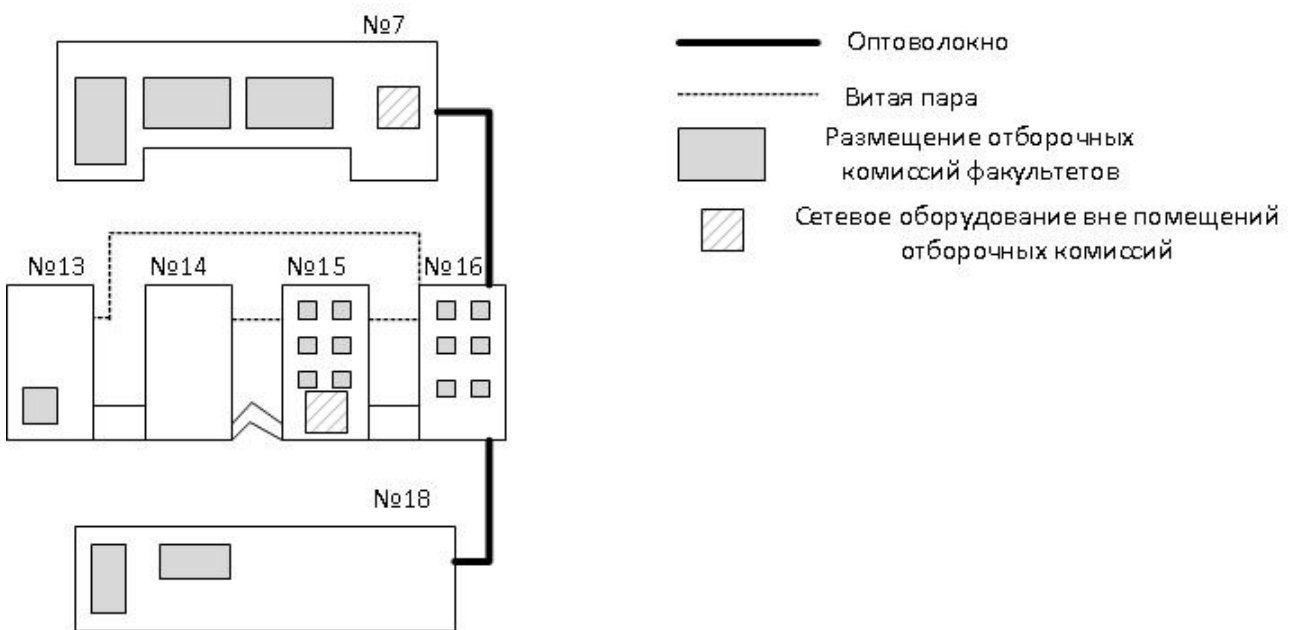 №7
Оптоволокно
Витая пара
Размещение отборочных
комиссий факультетов
Сетевое оборудование вне помещений
отборочных комиссий
№13
№14
№15
№16
№18